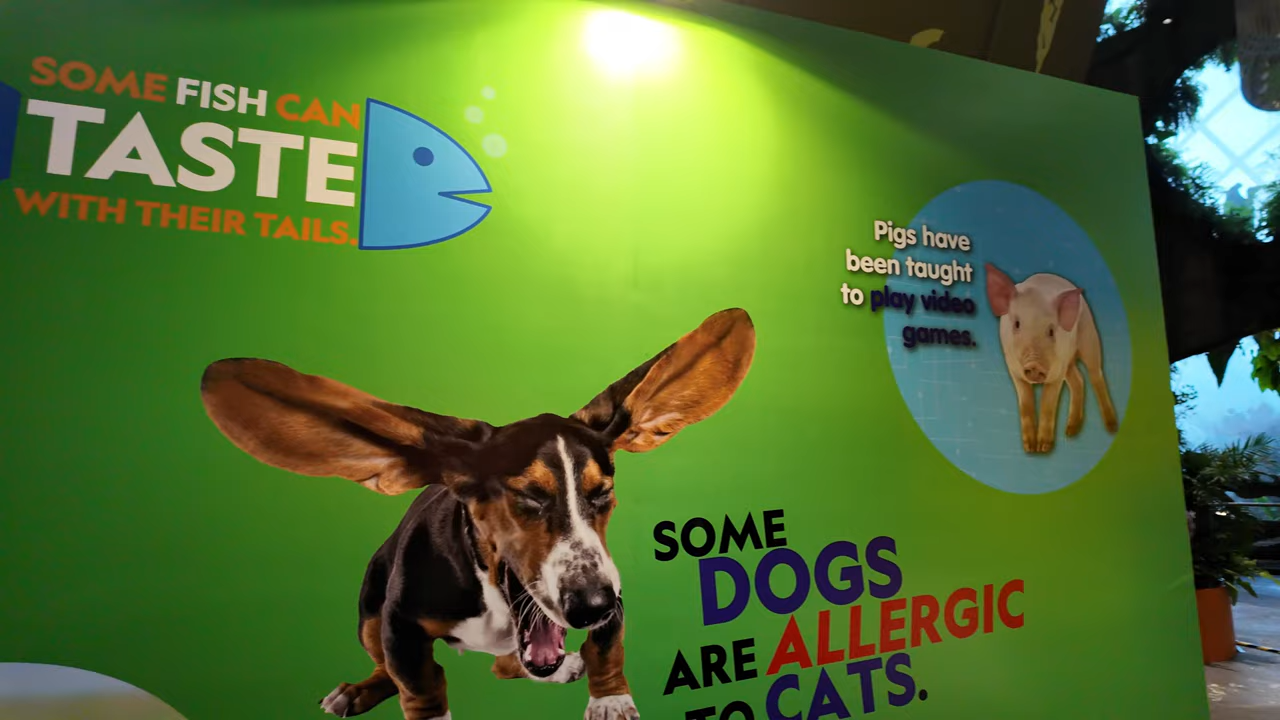 SOME FISH CAN
TASTE
WITH THEIR TAILS.
Pigs have
been taught
to play video
games.
SOME
DOGS
ARE ALLERGIC
TO CATS.